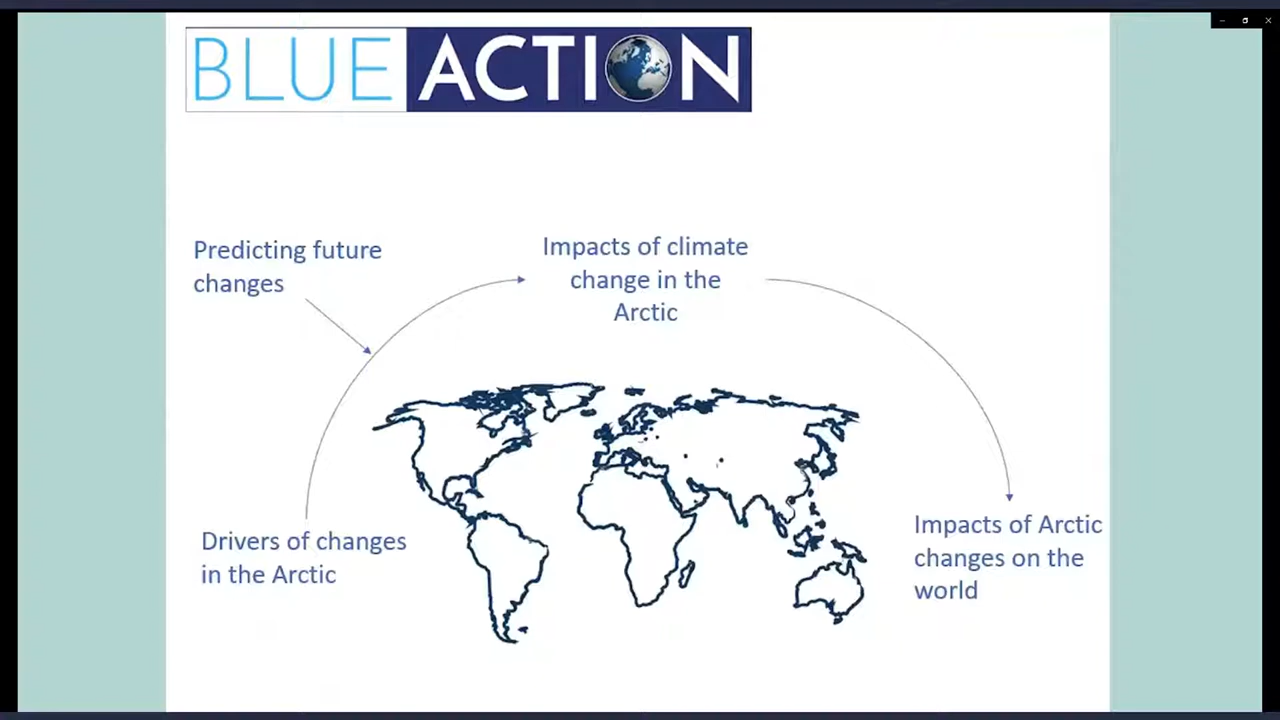 BLUE ACTION
Predicting future
changes
Impacts of climate
change in the
Arctic
Drivers of changes
in the Arctic
Impacts of Arctic
changes on the
world